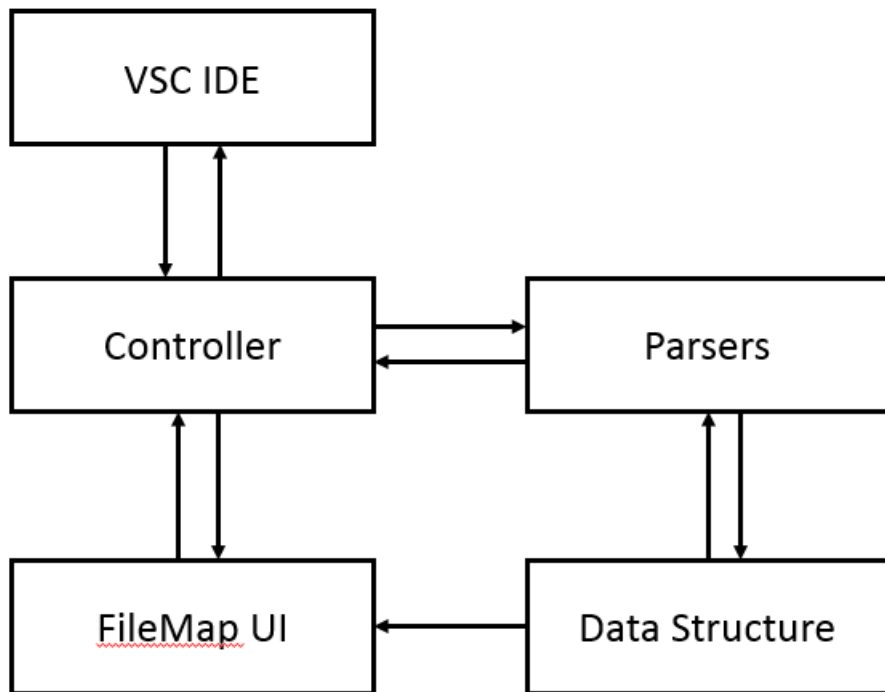 VSC IDE
Controller
Parsers
FileMap UI
Data Structure